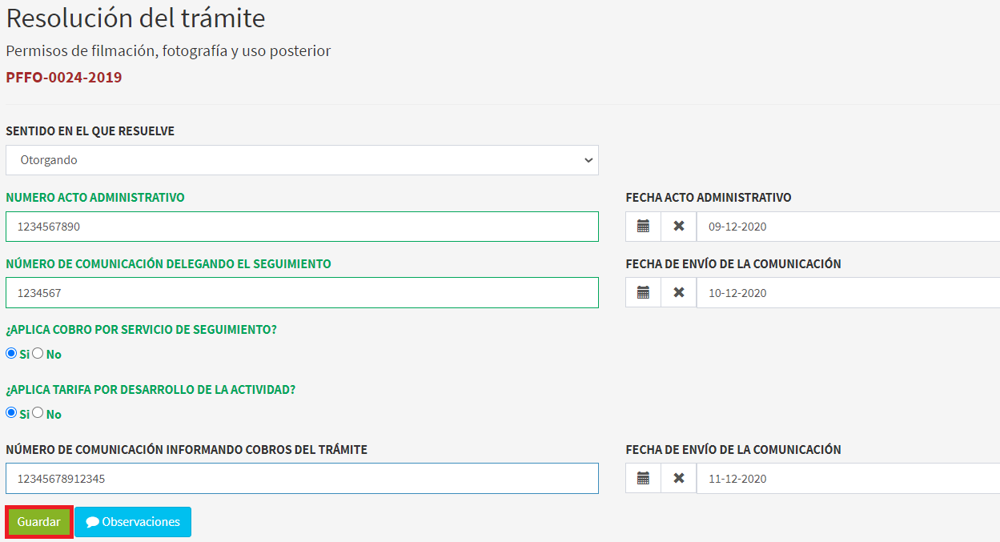 Resolución del trámite
Permisos de filmación, fotografía y uso posterior
PFFO-0024-2019
SENTIDO EN EL QUE RESUELVE
Otorgando
NUMERO ACTO ADMINISTRATIVO
FECHA ACTO ADMINISTRATIVO
1234567890
09-12-2020
NÚMERO DE COMUNICACIÓN DELEGANDO EL SEGUIMIENTO
FECHA DE ENVÍO DE LA COMUNICACIÓN
1234567
10-12-2020
¿APLICA COBRO POR SERVICIO DE SEGUIMIENTO?
Si No
¿APLICA TARIFA POR DESARROLLO DE LA ACTIVIDAD?
Si No
NÚMERO DE COMUNICACIÓN INFORMANDO COBROS DEL TRÁMITE
FECHA DE ENVÍO DE LA COMUNICACIÓN
12345678912345
11-12-2020
Guardar Observaciones